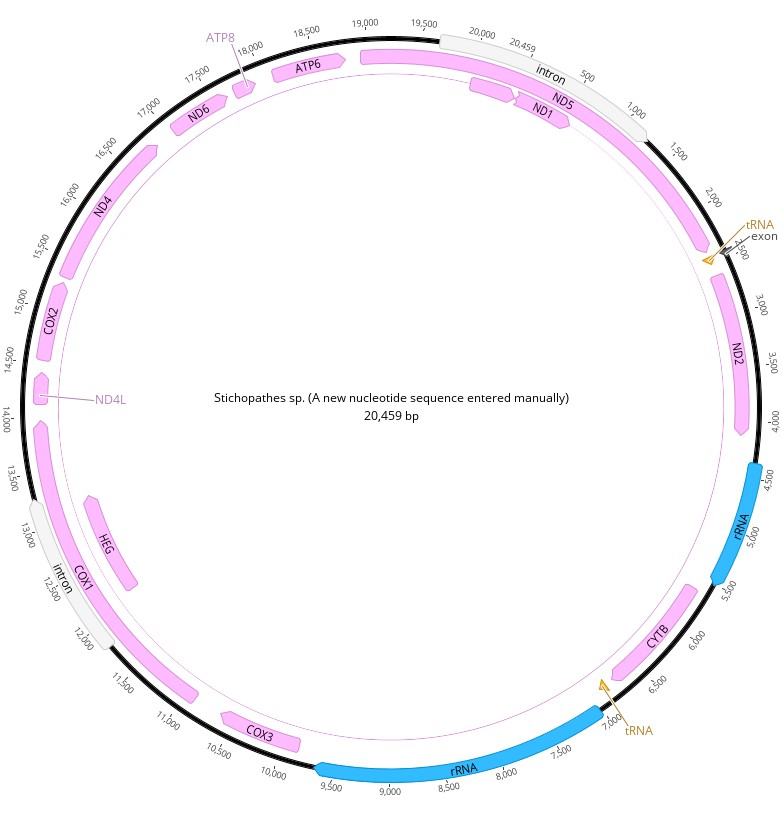 Stichopathes sp. (A new nucleotide sequence entered manually)
20,459 bp
19,000
19,500
20,000
20,459
500
1,000
1,500
2,000
2,500
3,000
3,500
4,000
4,500
5,000
5,500
6,000
6,500
7,000
7,500
8,000
8,500
9,000
9,500
10,000
10,500
11,000
11,500
12,000
12,500
13,000
13,500
14,000
14,500
15,000
15,500
16,000
16,500
17,000
17,500
18,000
18,500
intron
ND5
ND1
tRNA
exon
ND2
rRNA
CYTB
tRNA
rRNA
COX3
COX1
intron
HEG
ND4L
COX2
ND4
ND6
ATP8
ATP6